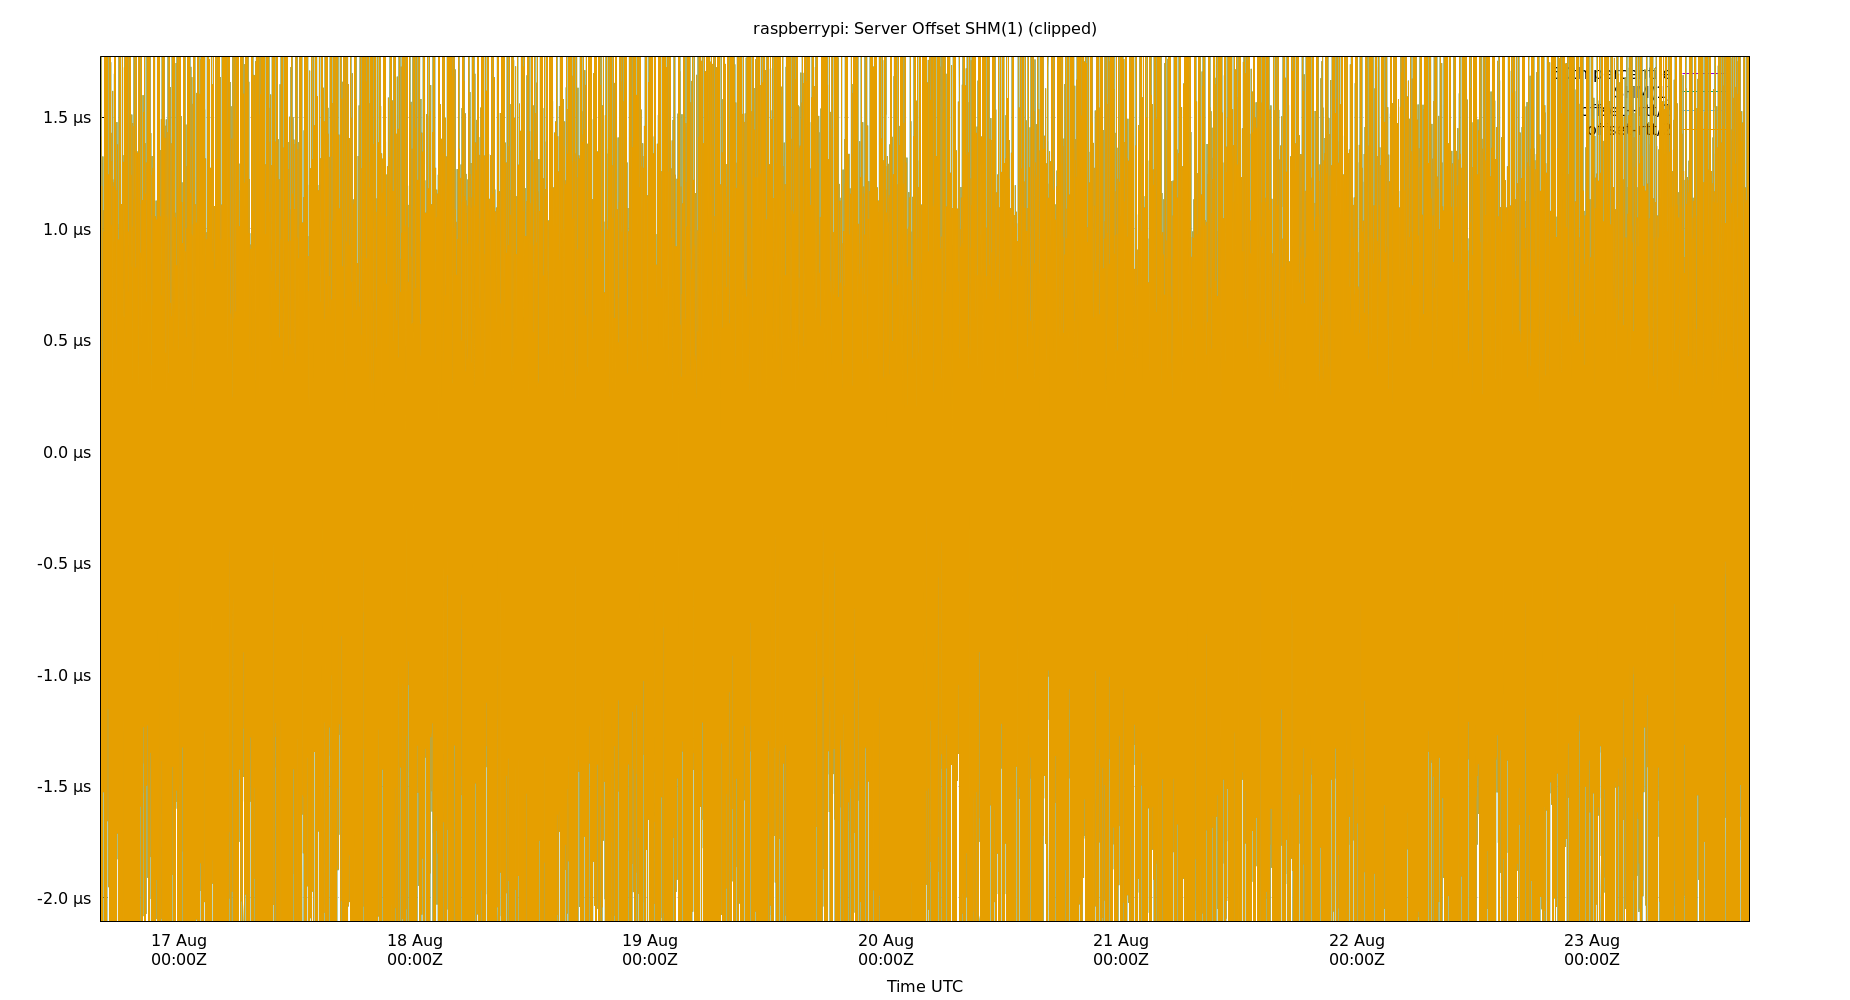 raspberrypi: Server Offset SHM(1) (clipped)
1.5 µs
1.0 µs
0.5 µs
0.0 µs
-0.5 µs
-1.0 µs
-1.5 µs
-2.0 µs
17 Aug 18 Aug 19 Aug 20 Aug 21 Aug 22 Aug 23 Aug
00:00Z 00:00Z 00:00Z 00:00Z 00:00Z 00:00Z 00:00Z
Time UTC